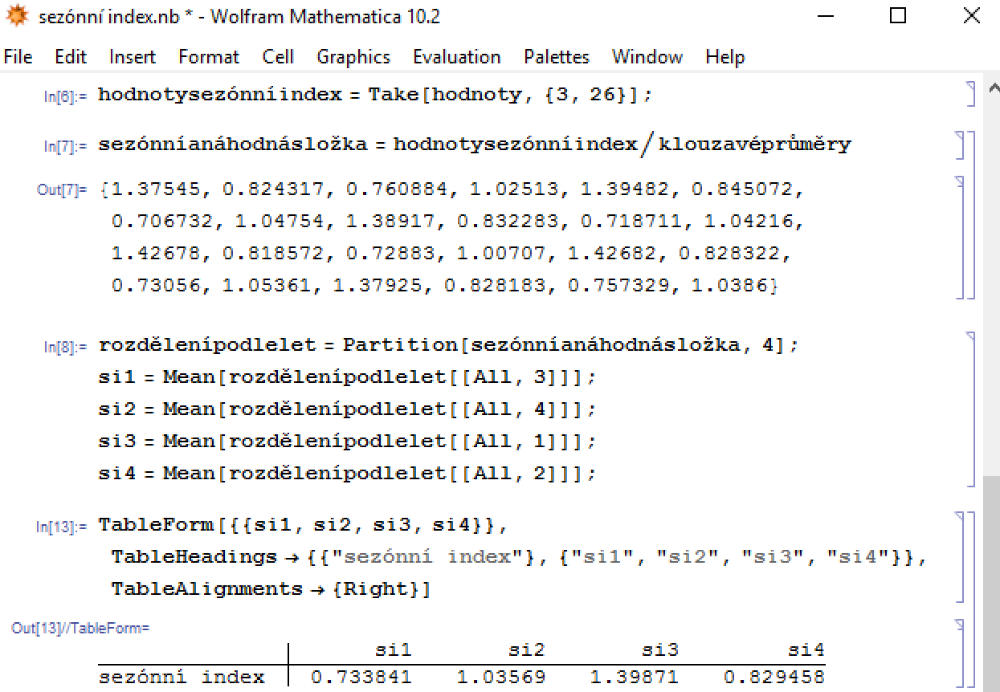 sezónní index.nb * - Wolfram Mathematica 10.2
File Edit Insert Format Cell Graphics Evaluation Palettes Window Help
In[6]:= hodnotysezónníindex = Take[hodnoty, {3, 26}];
In[7]:= sezónníanáhodnásložka = hodnotysezónníindex / klouzavéprůměry
Out[7]= {1.37545, 0.824317, 0.760884, 1.02513, 1.39482, 0.845072,
0.706732, 1.04754, 1.38917, 0.832283, 0.718711, 1.04216,
1.42678, 0.818572, 0.72883, 1.00707, 1.42682, 0.828322,
0.73056, 1.05361, 1.37925, 0.828183, 0.757329, 1.0386}
In[8]:= rozdělenípodlelet = Partition[sezónníanáhodnásložka, 4];
si1 = Mean[rozdělenípodlelet[[All, 3]]];
si2 = Mean[rozdělenípodlelet[[All, 4]]];
si3 = Mean[rozdělenípodlelet[[All, 1]]];
si4 = Mean[rozdělenípodlelet[[All, 2]]];
In[13]:= TableForm[{{si1, si2, si3, si4}},
TableHeadings → {{"sezónní index"}, {"si1", "si2", "si3", "si4"}},
TableAlignments → {Right}]
Out[13]//TableForm=
si1 si2 si3 si4
sezónní index 0.733841 1.03569 1.39871 0.829458